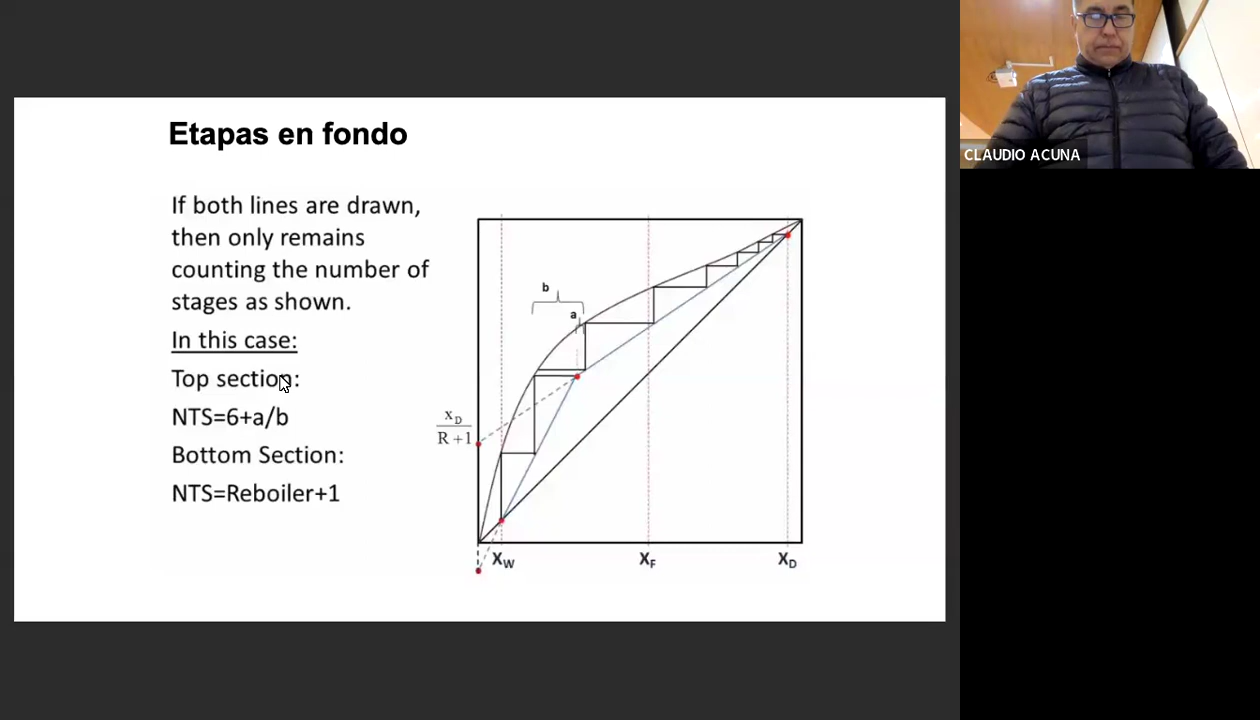 Etapas en fondo
If both lines are drawn,
then only remains
counting the number of
stages as shown.
In this case:
Top section:
NTS=6+a/b
Bottom Section:
NTS=Reboiler+1
b
a
x_D
R+1
X_W
X_F
X_D
CLAUDIO ACUNA